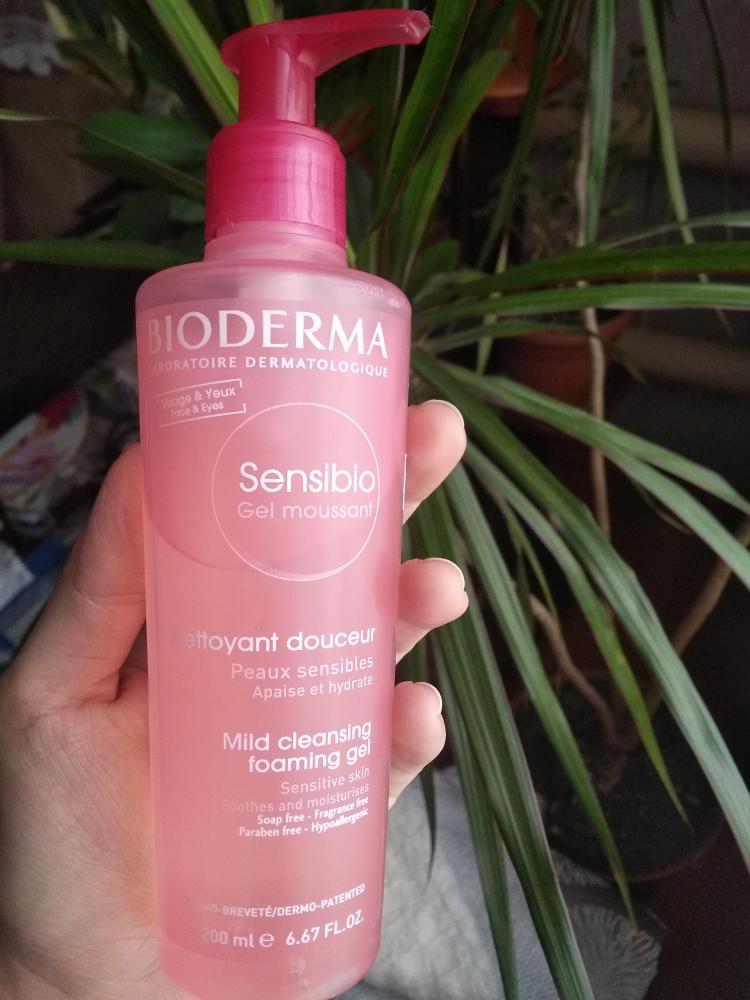 BIODERMA
LABORATOIRE DERMATOLOGIQUE
Visage & Yeux
Face & Eyes
Sensibio
Gel moussant
Nettoyant douceur
Peaux sensibles
Apaise et hydrate
Mild cleansing
foaming gel
Sensitive skin
Soothes and moisturises
Soap free - Fragrance free
Paraben free - Hypoallergenic
DERMO-BREVETÉ/DERMO-PATENTED
200 ml e 6.67 FL.OZ.